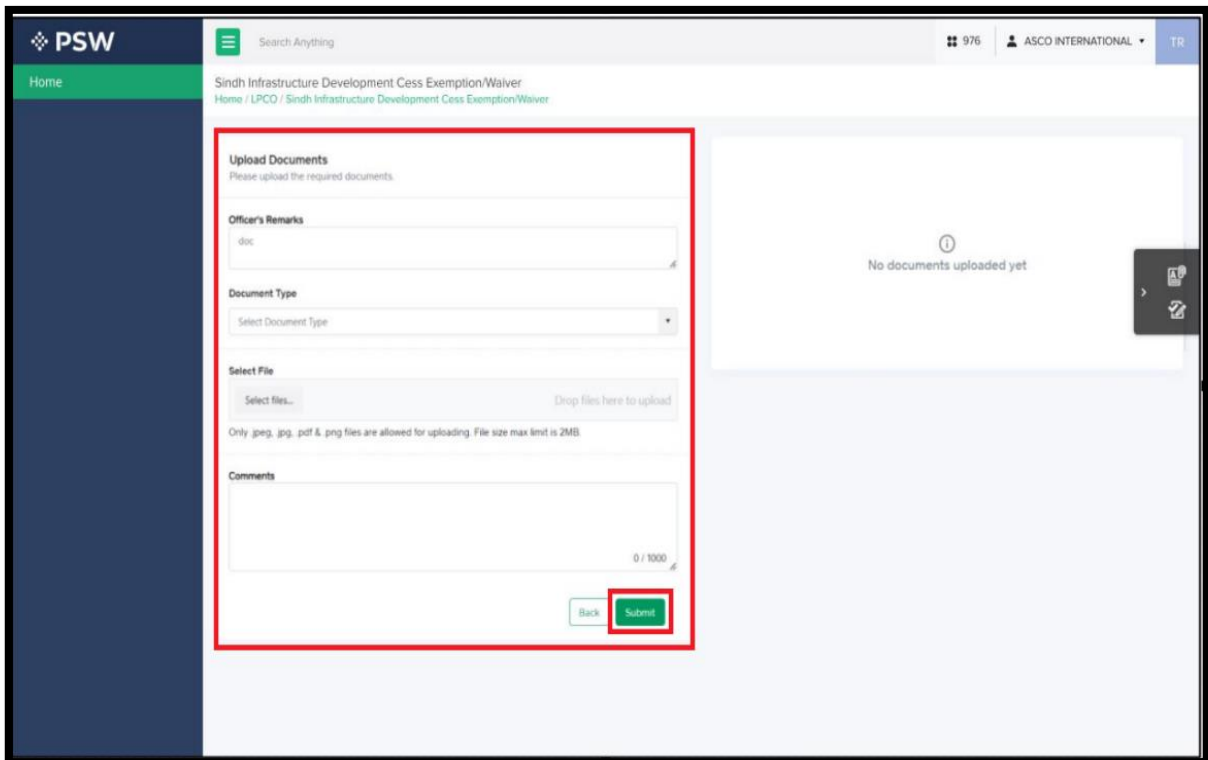 PSW
Search Anything
976
ASCO INTERNATIONAL
TR
Home
Sindh Infrastructure Development Cess Exemption/Waiver
Home / LPCO / Sindh Infrastructure Development Cess Exemption/Waiver
Upload Documents
Please upload the required documents.
Officer's Remarks
doc
Document Type
Select Document Type
Select File
Select files...
Drop files here to upload
Only .jpeg, .jpg, .pdf & .png files are allowed for uploading. File size max limit is 2MB.
Comments
0 / 1000
Back
Submit
No documents uploaded yet